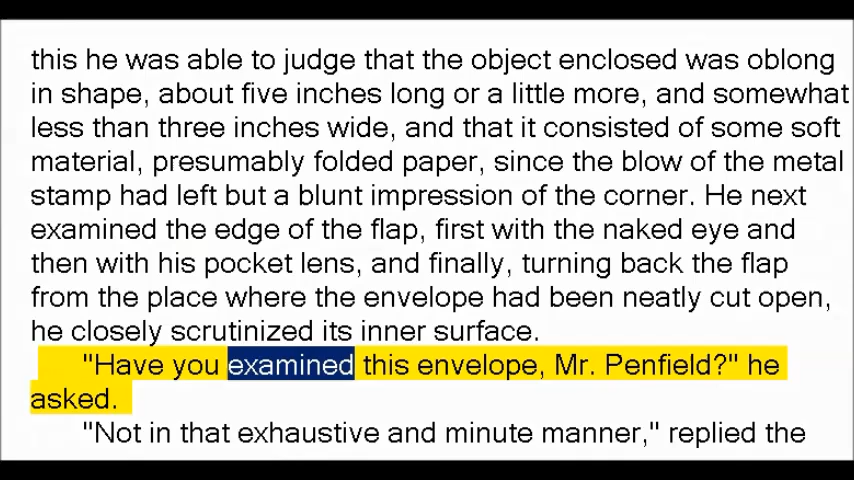 this he was able to judge that the object enclosed was oblong
in shape, about five inches long or a little more, and somewhat
less than three inches wide, and that it consisted of some soft
material, presumably folded paper, since the blow of the metal
stamp had left but a blunt impression of the corner. He next
examined the edge of the flap, first with the naked eye and
then with his pocket lens, and finally, turning back the flap
from the place where the envelope had been neatly cut open,
he closely scrutinized its inner surface.
"Have you examined this envelope, Mr. Penfield?" he
asked.
"Not in that exhaustive and minute manner," replied the